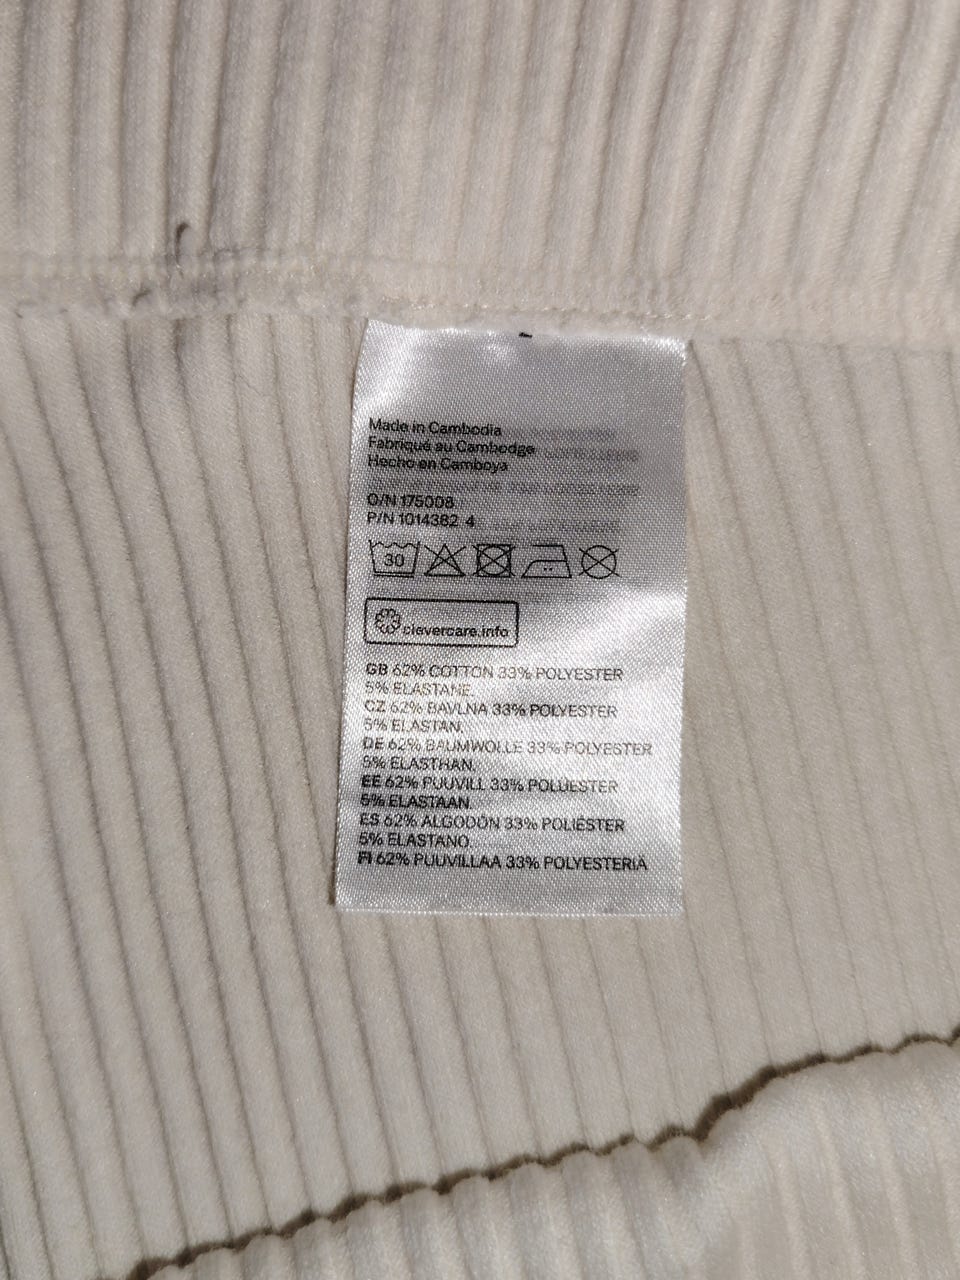 Made in Cambodia
Fabriqué au Cambodge
Hecho en Camboya
O/N 175008
P/N 1014382 4
30
clevercare.info
GB 62% COTTON 33% POLYESTER
5% ELASTANE.
CZ 62% BAVLNA 33% POLYESTER
5% ELASTAN.
DE 62% BAUMWOLLE 33% POLYESTER
5% ELASTHAN.
EE 62% PUUVILL 33% POLÜESTER
5% ELASTAAN.
ES 62% ALGODÓN 33% POLIÉSTER
5% ELASTANO.
FI 62% PUUVILLAA 33% POLYESTERIÄ